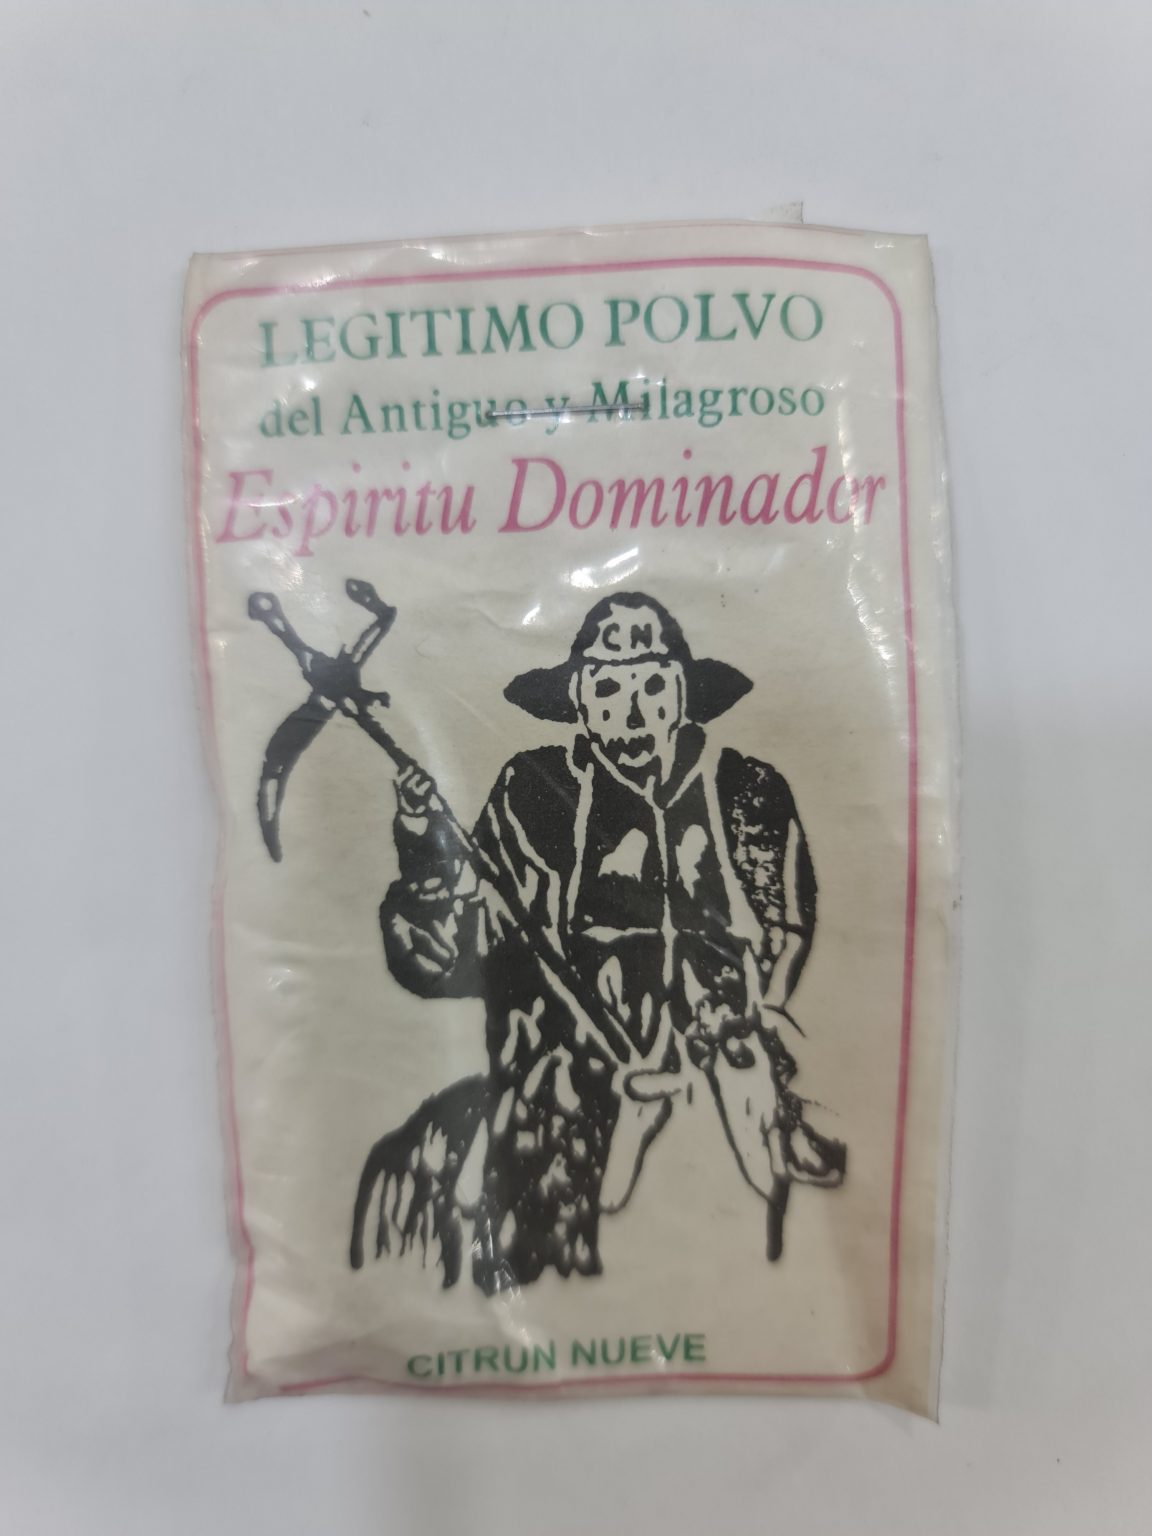 LEGITIMO POLVO
del Antiguo y Milagroso
Espiritu Dominador
CN
CITRUN NUEVE